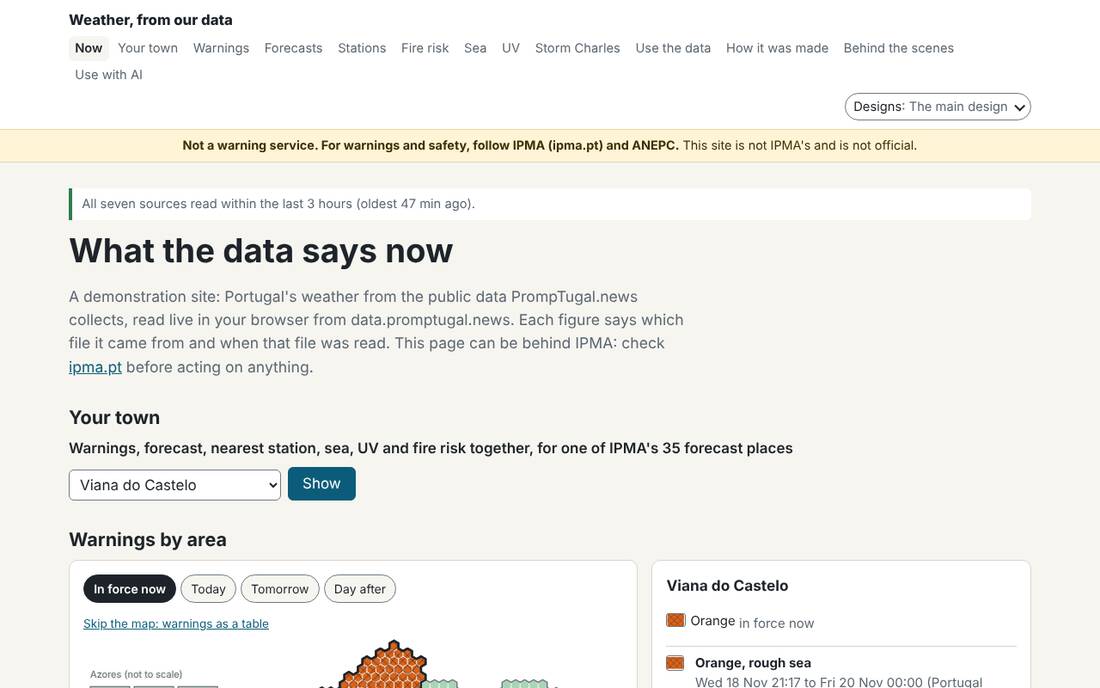 Weather, from our data
Now Your town Warnings Forecasts Stations Fire risk Sea UV Storm Charles Use the data How it was made Behind the scenes
Use with AI
Designs: The main design
Not a warning service. For warnings and safety, follow IPMA (ipma.pt) and ANEPC. This site is not IPMA's and is not official.
All seven sources read within the last 3 hours (oldest 47 min ago).
What the data says now
A demonstration site: Portugal's weather from the public data PrompTugal.news
collects, read live in your browser from data.promptugal.news. Each figure says which
file it came from and when that file was read. This page can be behind IPMA: check
ipma.pt before acting on anything.
Your town
Warnings, forecast, nearest station, sea, UV and fire risk together, for one of IPMA's 35 forecast places
Viana do Castelo Show
Warnings by area
In force now Today Tomorrow Day after
Skip the map: warnings as a table
Azores (not to scale)
Viana do Castelo
Orange in force now
Orange, rough sea
Wed 18 Nov 21:17 to Fri 20 Nov 00:00 (Portugal